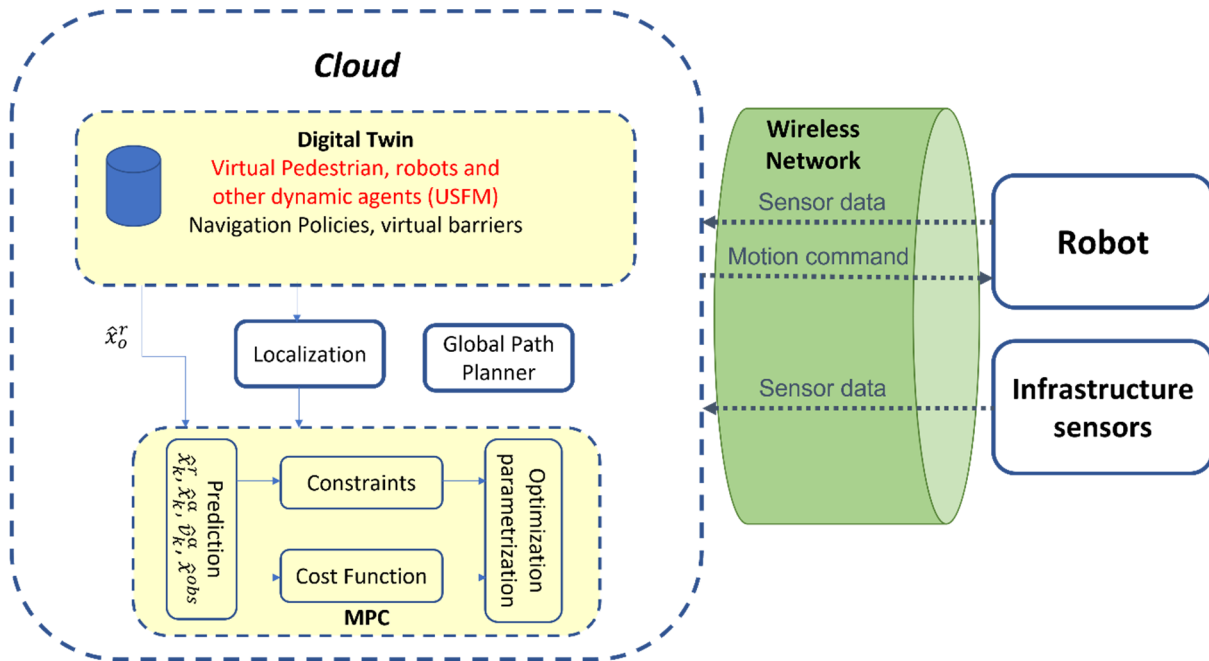 Cloud
Digital Twin
Virtual Pedestrian, robots and
other dynamic agents (USFM)
Navigation Policies, virtual barriers
x̂ᵣₒ
Localization
Global Path
Planner
Prediction
x̂ʳₖ, x̂ᵅₖ, v̂ᵅₖ, x̂ᵒᵇˢ
Constraints
Cost Function
Optimization
parametrization
MPC
Wireless
Network
Sensor data
Motion command
Sensor data
Robot
Infrastructure
sensors